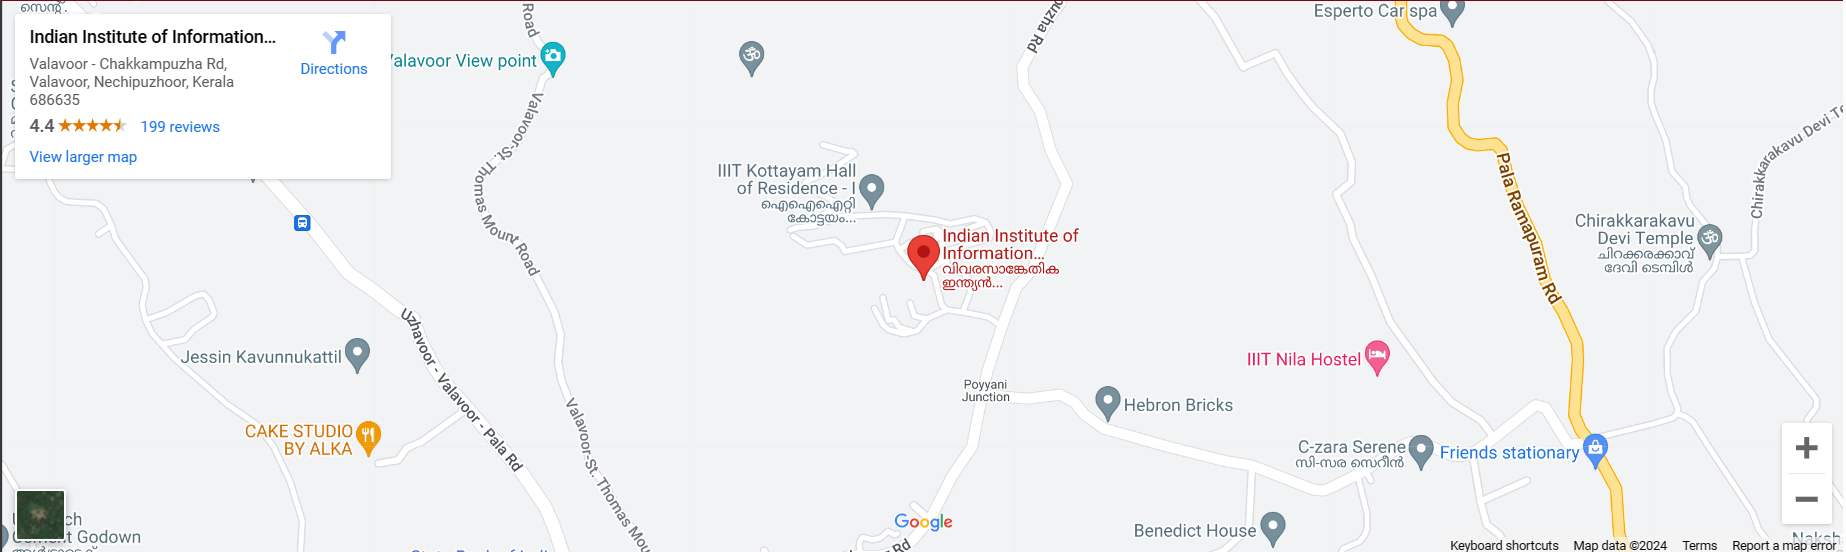 സെന്റ്.
Indian Institute of Information...
Directions
Valavoor - Chakkampuzha Rd,
Valavoor, Nechipuzhoor, Kerala
686635
4.4
199 reviews
View larger map
Road
Valavoor View point
Valavoor-St. Thomas Mount Road
Rd
Esperto Car spa
IIIT Kottayam Hall
of Residence - I
ഐഐഐറ്റി
കോട്ടയം...
Indian Institute of
Information...
വിവരസാങ്കേതിക
ഇന്ത്യൻ...
Pala Ramapuram Rd
Chirakkarakavu Devi Te
Chirakkarakavu
Devi Temple
ചിറക്കരക്കാവ്
ദേവി ടെമ്പിൾ
Jessin Kavunnukattil
Uzhavoor - Valavoor - Pala Rd
CAKE STUDIO
BY ALKA
Valavoor-St. Thomas Mou
Poyyani
Junction
Hebron Bricks
IIIT Nila Hostel
C-zara Serene
സി-സര സെറീൻ
Friends stationary
Benedict House
Godown
Google
Rd
Keyboard shortcuts
Map data ©2024
Terms
Report a map error